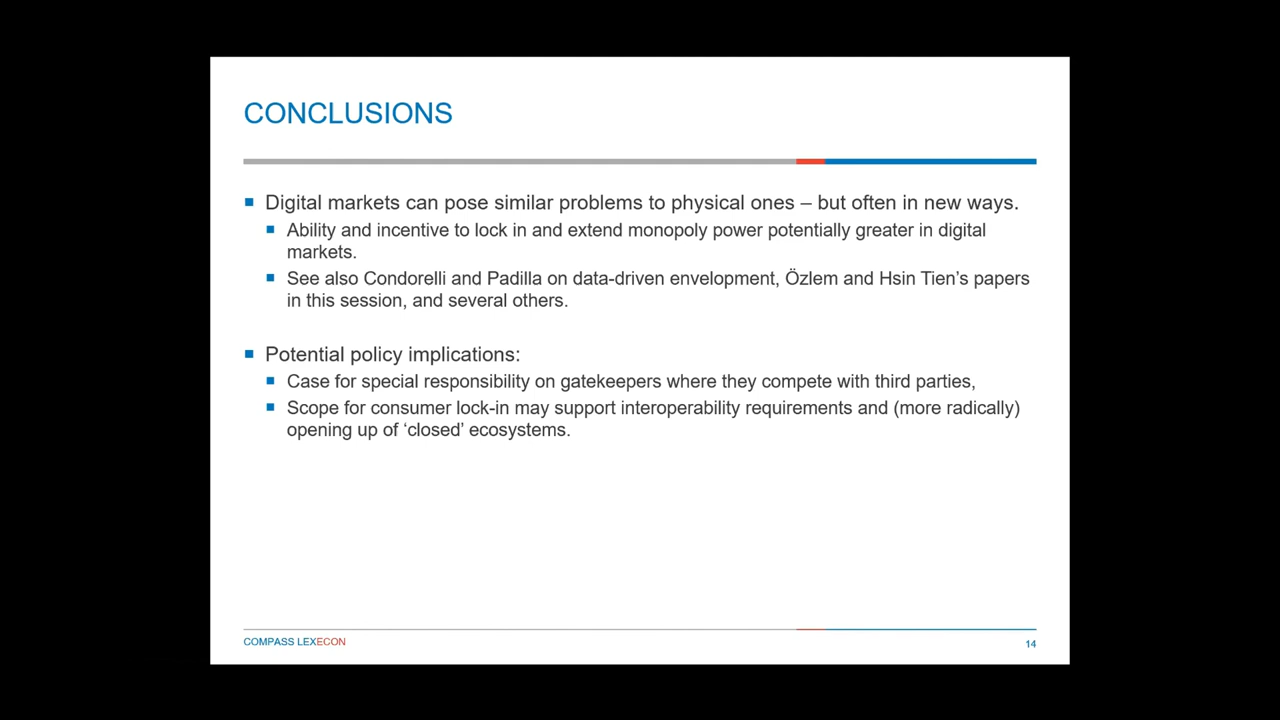 CONCLUSIONS
Digital markets can pose similar problems to physical ones – but often in new ways.
Ability and incentive to lock in and extend monopoly power potentially greater in digital
markets.
See also Condorelli and Padilla on data-driven envelopment, Özlem and Hsin Tien’s papers
in this session, and several others.
Potential policy implications:
Case for special responsibility on gatekeepers where they compete with third parties,
Scope for consumer lock-in may support interoperability requirements and (more radically)
opening up of ‘closed’ ecosystems.
COMPASS LEXECON
14